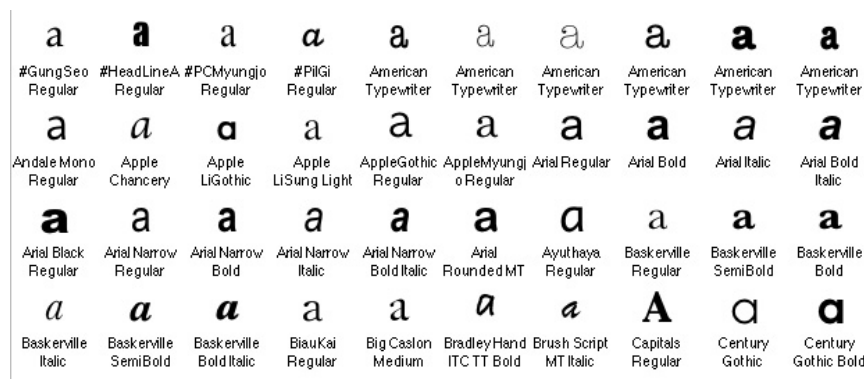 a a a a a a a a a a
#GungSeo #HeadLineA #PCMyungjo #PilGi American American American American American American
Regular Regular Regular Regular Typewriter Typewriter Typewriter Typewriter Typewriter Typewriter
a a a a a a a a a a
Andale Mono Apple Apple Apple AppleGothic AppleMyungj Arial Regular Arial Bold Arial Italic Arial Bold
Regular Chancery LiGothic LiSung Light Regular o Regular Italic
a a a a a a a a a a
Arial Black Arial Narrow Arial Narrow Arial Narrow Arial Narrow Arial Ayuthaya Baskerville Baskerville Baskerville
Regular Regular Bold Italic Bold Italic Rounded MT Regular Regular SemiBold Bold
a a a a a a a A a a
Baskerville Baskerville Baskerville BiauKai Big Caslon Bradley Hand Brush Script Capitals Century Century
Italic SemiBold Bold Italic Regular Medium ITC TT Bold MT Italic Regular Gothic Gothic Bold